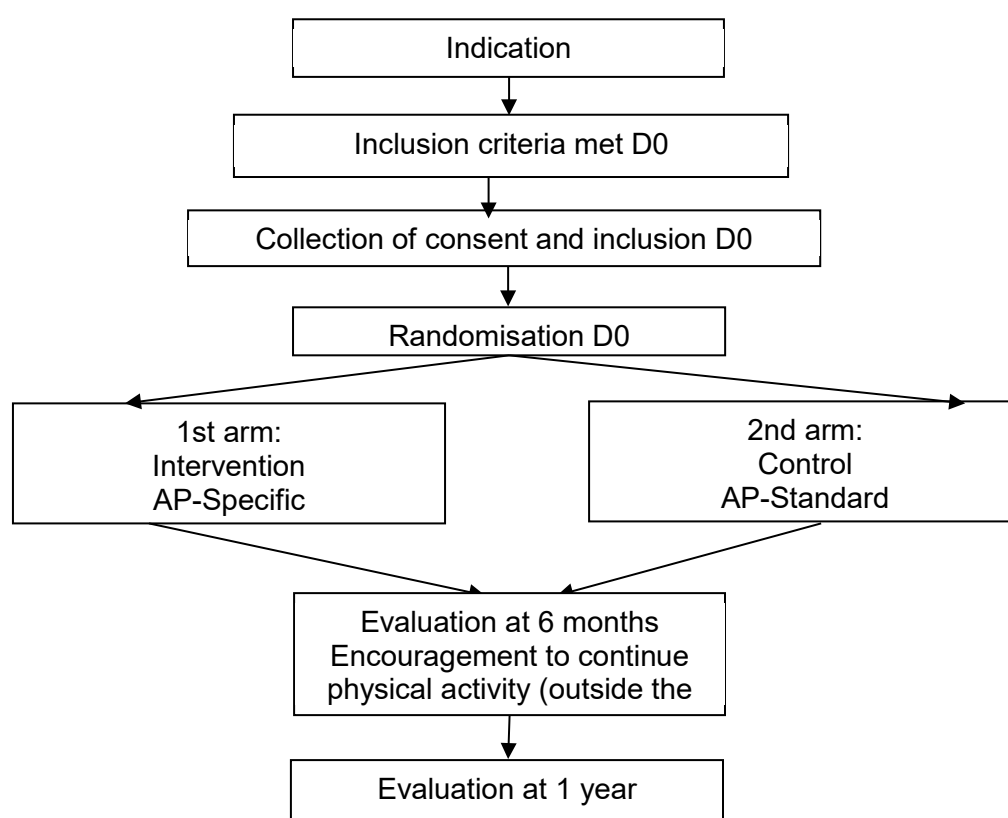 Indication
Inclusion criteria met D0
Collection of consent and inclusion D0
Randomisation D0
1st arm:
Intervention
AP-Specific
2nd arm:
Control
AP-Standard
Evaluation at 6 months
Encouragement to continue
physical activity (outside the
Evaluation at 1 year